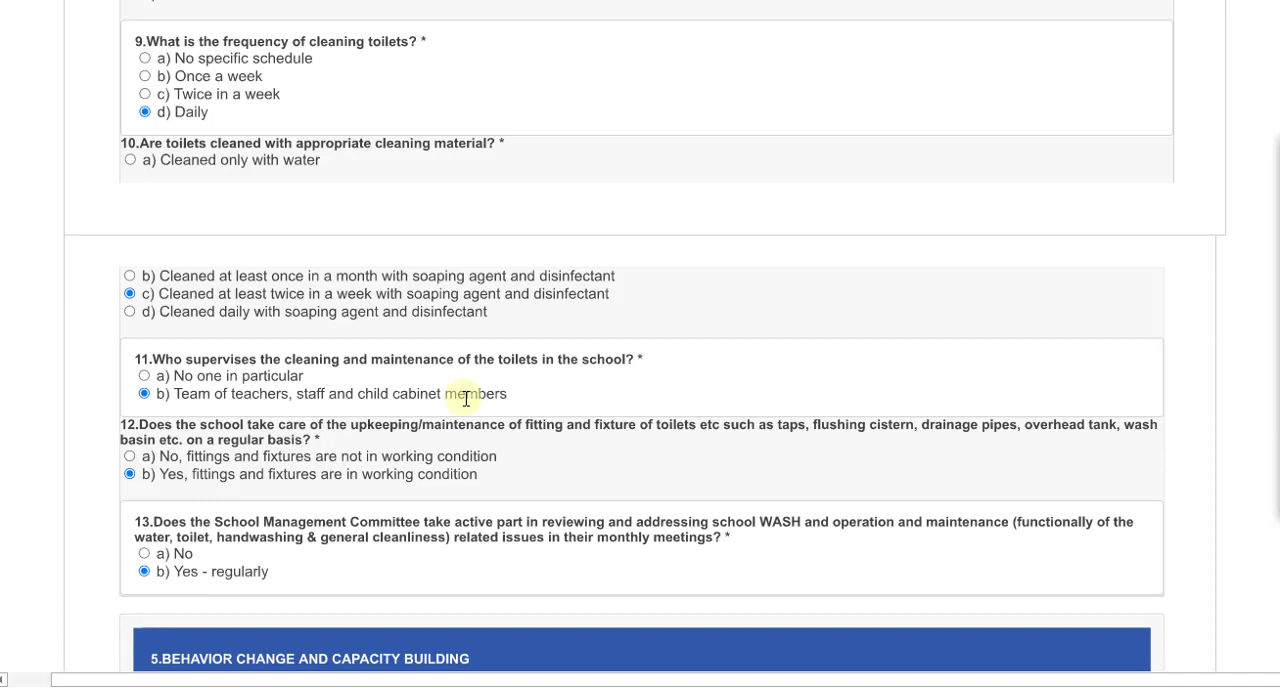 9.What is the frequency of cleaning toilets? *
a) No specific schedule
b) Once a week
c) Twice in a week
d) Daily
10.Are toilets cleaned with appropriate cleaning material? *
a) Cleaned only with water
b) Cleaned at least once in a month with soaping agent and disinfectant
c) Cleaned at least twice in a week with soaping agent and disinfectant
d) Cleaned daily with soaping agent and disinfectant
11.Who supervises the cleaning and maintenance of the toilets in the school? *
a) No one in particular
b) Team of teachers, staff and child cabinet members
12.Does the school take care of the upkeeping/maintenance of fitting and fixture of toilets etc such as taps, flushing cistern, drainage pipes, overhead tank, wash
basin etc. on a regular basis? *
a) No, fittings and fixtures are not in working condition
b) Yes, fittings and fixtures are in working condition
13.Does the School Management Committee take active part in reviewing and addressing school WASH and operation and maintenance (functionally of the
water, toilet, handwashing & general cleanliness) related issues in their monthly meetings? *
a) No
b) Yes - regularly
5.BEHAVIOR CHANGE AND CAPACITY BUILDING